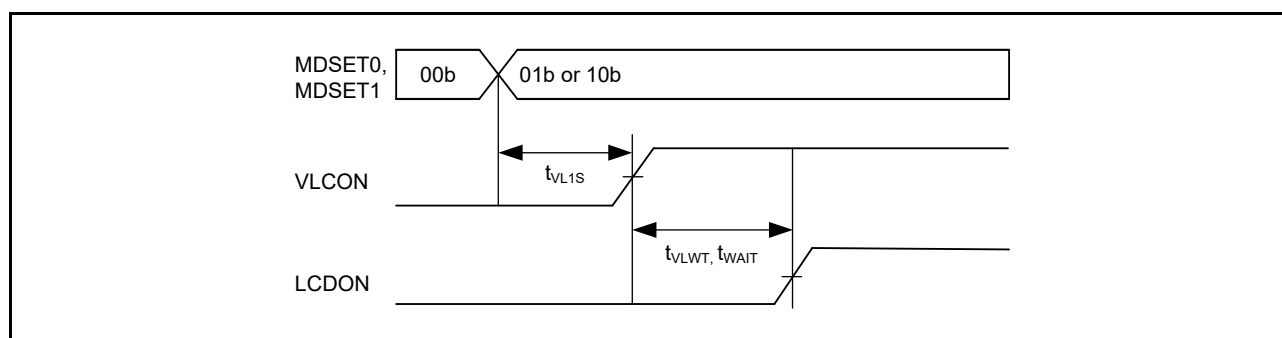 MDSET0,
MDSET1
00b
01b or 10b
tVL1S
VLCON
tVLWT, tWAIT
LCDON